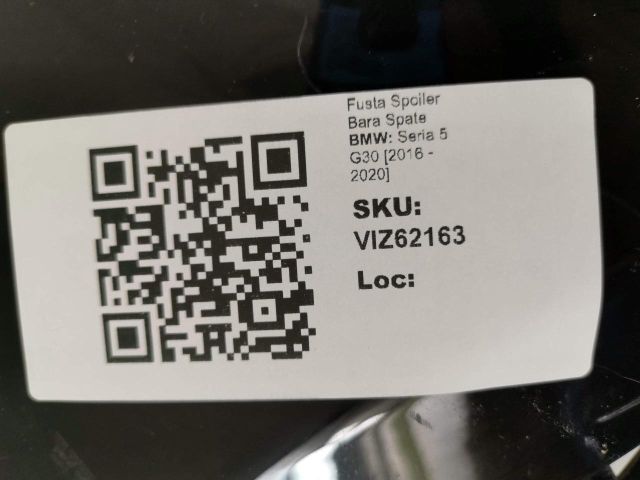 Fusta Spoiler
Bara Spate
BMW: Seria 5
G30 [2016 -
2020]
SKU:
VIZ62163
Loc: